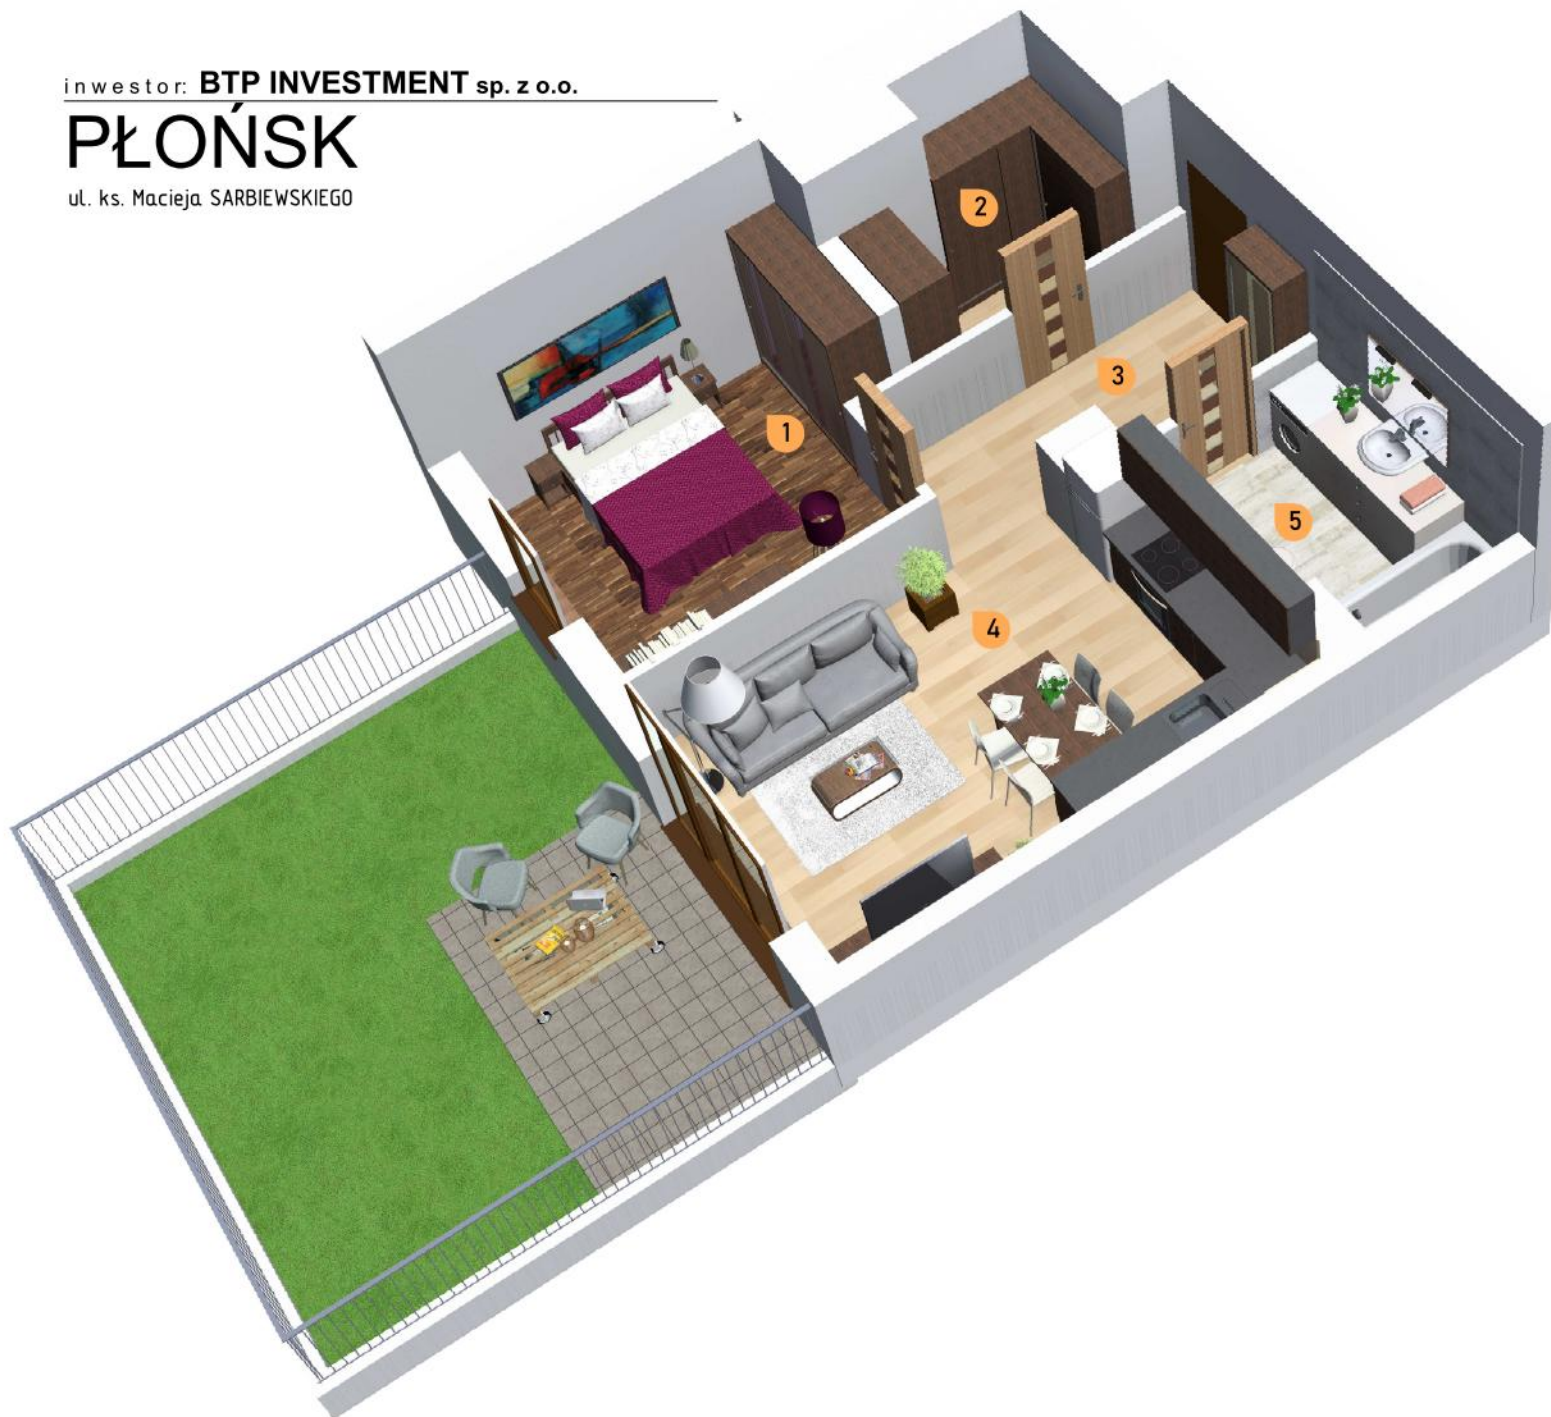 inwestor: BTP INVESTMENT sp. z o.o.
PŁOŃSK
ul. ks. Macieja SARBIEWSKIEGO
2
3
1
5
4